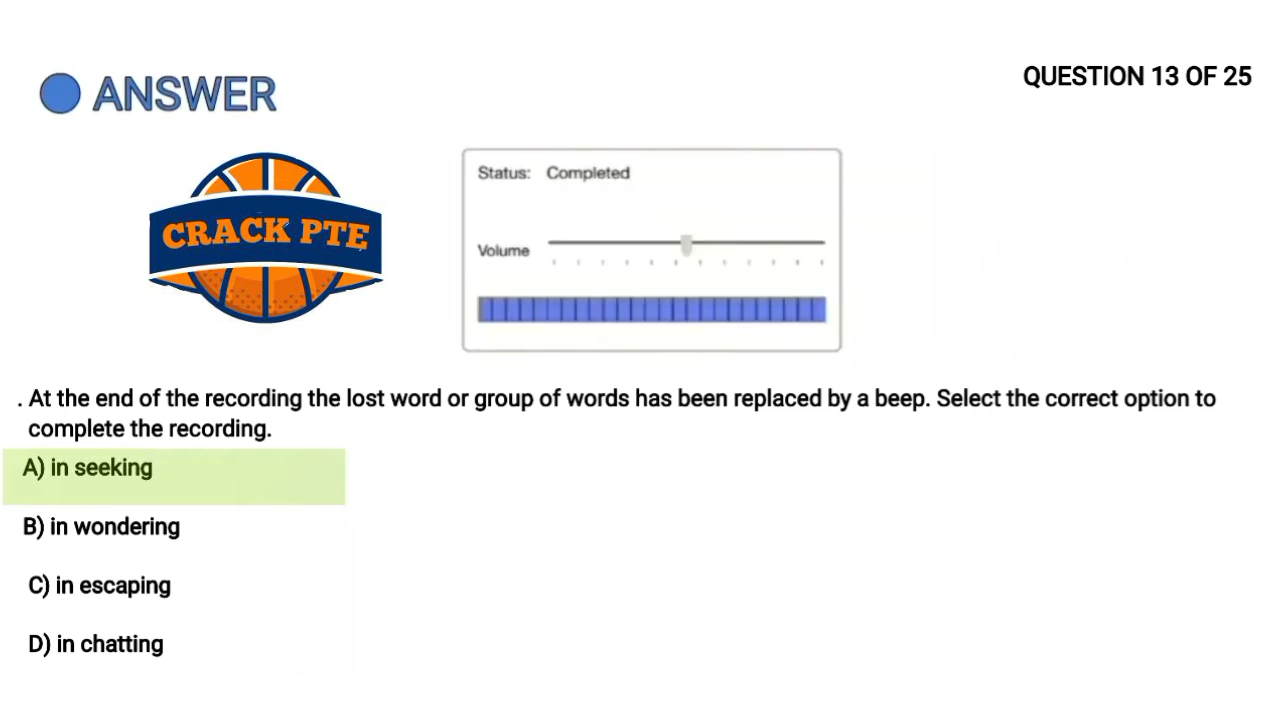 ANSWER
QUESTION 13 OF 25
CRACK PTE
Status: Completed
Volume
. At the end of the recording the lost word or group of words has been replaced by a beep. Select the correct option to
complete the recording.
A) in seeking
B) in wondering
C) in escaping
D) in chatting